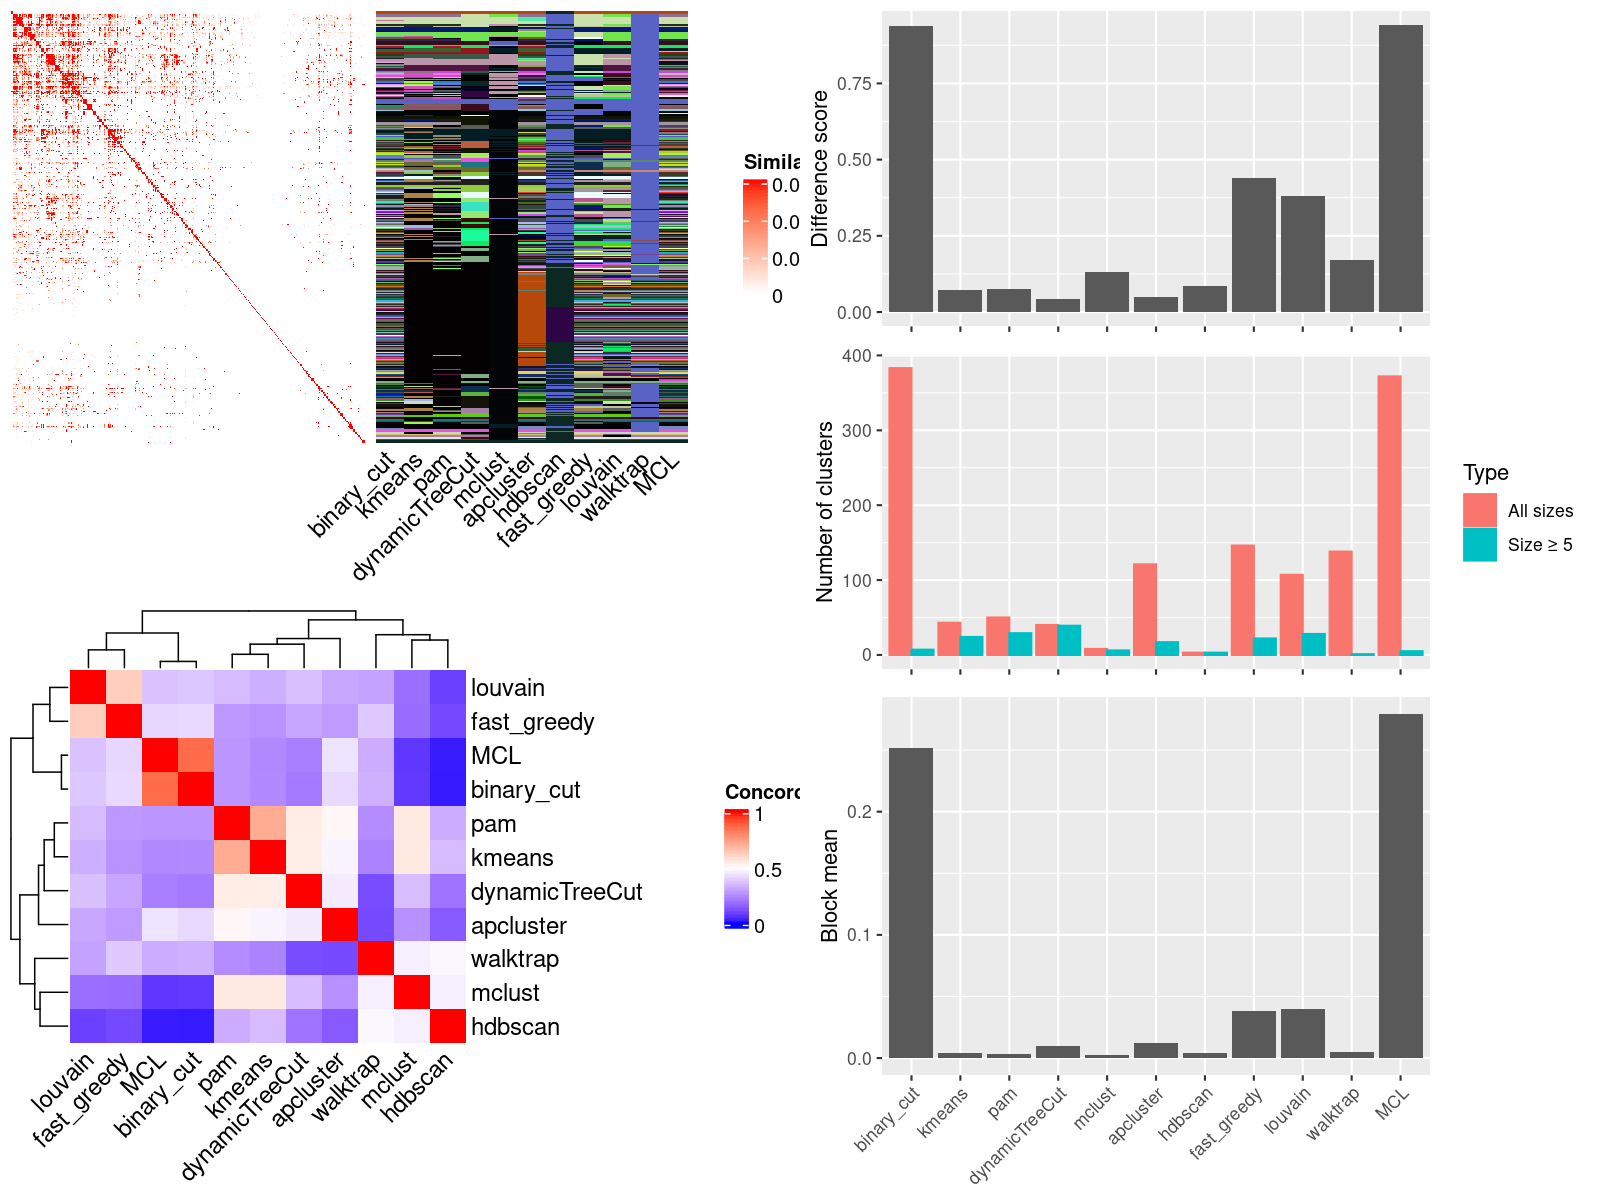 Simila
0.0
0.0
0.0
0
binary_cut
kmeans
pam
dynamicTreeCut
mclust
apcluster
hdbscan
fast_greedy
louvain
walktrap
MCL
louvain
fast_greedy
MCL
binary_cut
pam
kmeans
dynamicTreeCut
apcluster
walktrap
mclust
hdbscan
louvain
fast_greedy
MCL
binary_cut
pam
kmeans
dynamicTreeCut
apcluster
walktrap
mclust
hdbscan
Concord
1
0.5
0
Difference score
0.75
0.50
0.25
0.00
Number of clusters
400
300
200
100
0
Type
All sizes
Size ≥ 5
Block mean
0.2
0.1
0.0
binary_cut
kmeans
pam
dynamicTreeCut
mclust
apcluster
hdbscan
fast_greedy
louvain
walktrap
MCL